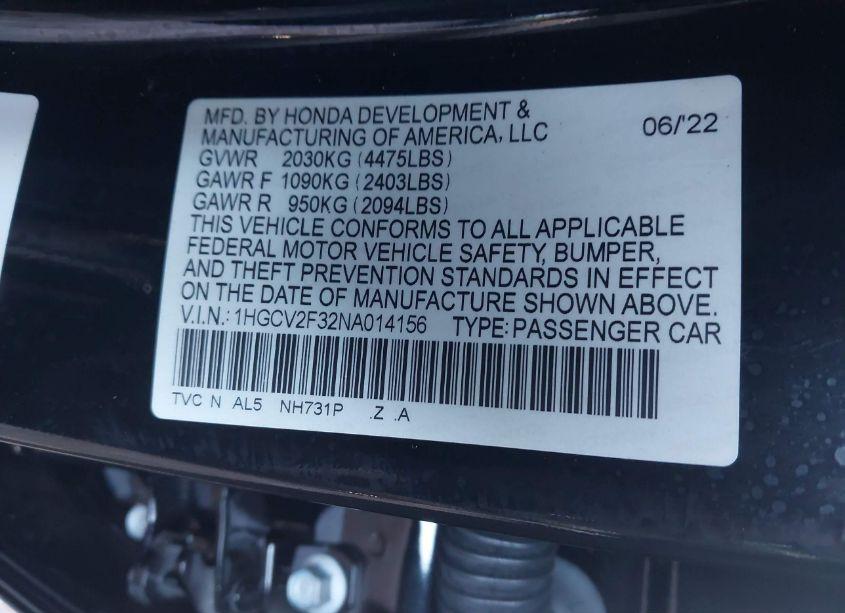 MFD. BY HONDA DEVELOPMENT &
MANUFACTURING OF AMERICA, LLC 06/'22
GVWR 2030KG (4475LBS)
GAWR F 1090KG (2403LBS)
GAWR R 950KG (2094LBS)
THIS VEHICLE CONFORMS TO ALL APPLICABLE
FEDERAL MOTOR VEHICLE SAFETY, BUMPER,
AND THEFT PREVENTION STANDARDS IN EFFECT
ON THE DATE OF MANUFACTURE SHOWN ABOVE.
V.I.N.: 1HGCV2F32NA014156 TYPE: PASSENGER CAR
TVC N AL5 NH731P .Z .A